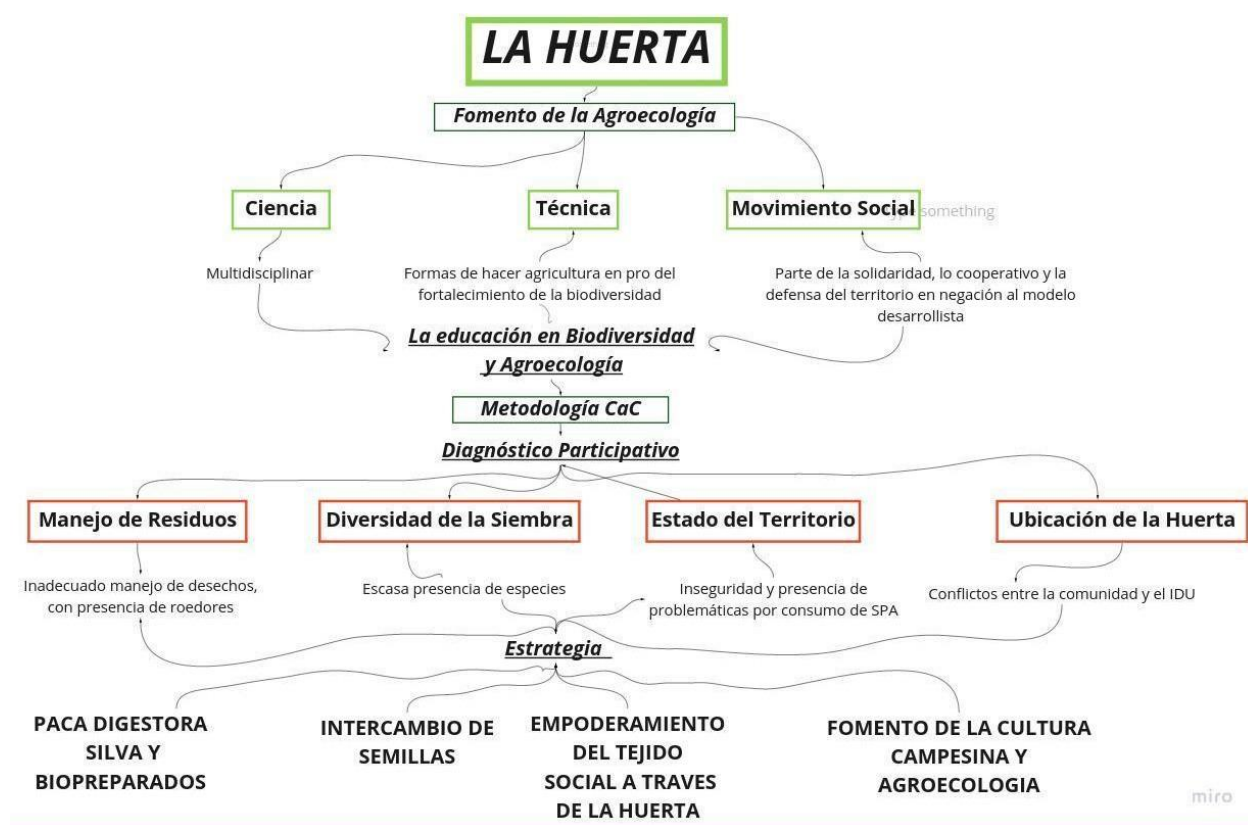 LA HUERTA
Fomento de la Agroecología
Ciencia
Técnica
Movimiento Social
something
Multidisciplinar
Formas de hacer agricultura en pro del
fortalecimiento de la biodiversidad
Parte de la solidaridad, lo cooperativo y la
defensa del territorio en negación al modelo
desarrollista
La educación en Biodiversidad
y Agroecología
Metodología CaC
Diagnóstico Participativo
Manejo de Residuos
Diversidad de la Siembra
Estado del Territorio
Ubicación de la Huerta
Inadecuado manejo de desechos,
con presencia de roedores
Escasa presencia de especies
Inseguridad y presencia de
problemáticas por consumo de SPA
Conflictos entre la comunidad y el IDU
Estrategia
PACA DIGESTORA
SILVA Y
BIOPREPARADOS
INTERCAMBIO DE
SEMILLAS
EMPODERAMIENTO
DEL TEJIDO
SOCIAL A TRAVES
DE LA HUERTA
FOMENTO DE LA CULTURA
CAMPESINA Y
AGROECOLOGIA
miro